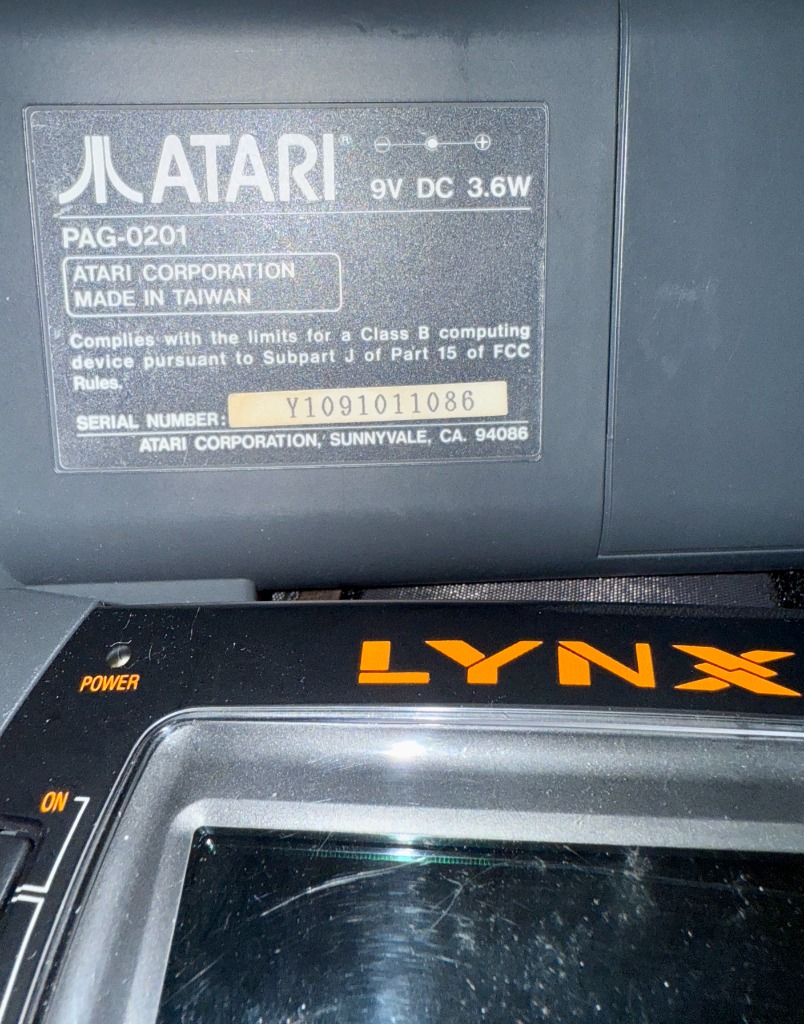 ATARI®
9V DC 3.6W
PAG-0201
ATARI CORPORATION
MADE IN TAIWAN
Complies with the limits for a Class B computing
device pursuant to Subpart J of Part 15 of FCC
Rules.
SERIAL NUMBER: Y1091011086
ATARI CORPORATION, SUNNYVALE, CA. 94086
LYNX
POWER
ON